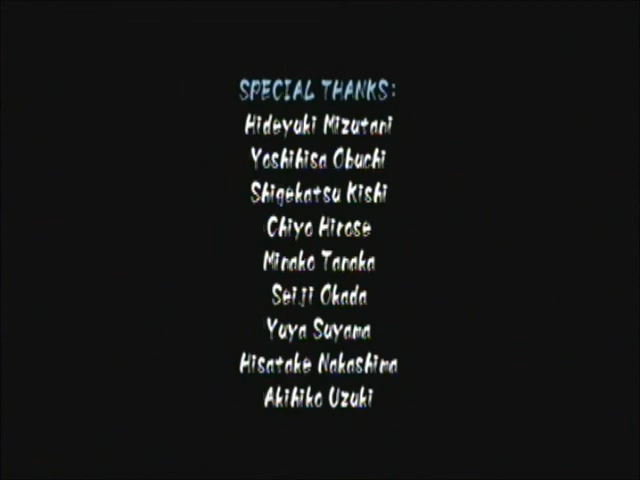 SPECIAL THANKS:
Hideyuki Mizutani
Yoshihisa Obuchi
Shigekatsu Kishi
Chiyo Hirose
Minako Tanaka
Seiji Okada
Yuya Suyama
Hisatake Nakashima
Akihiko Uzuki